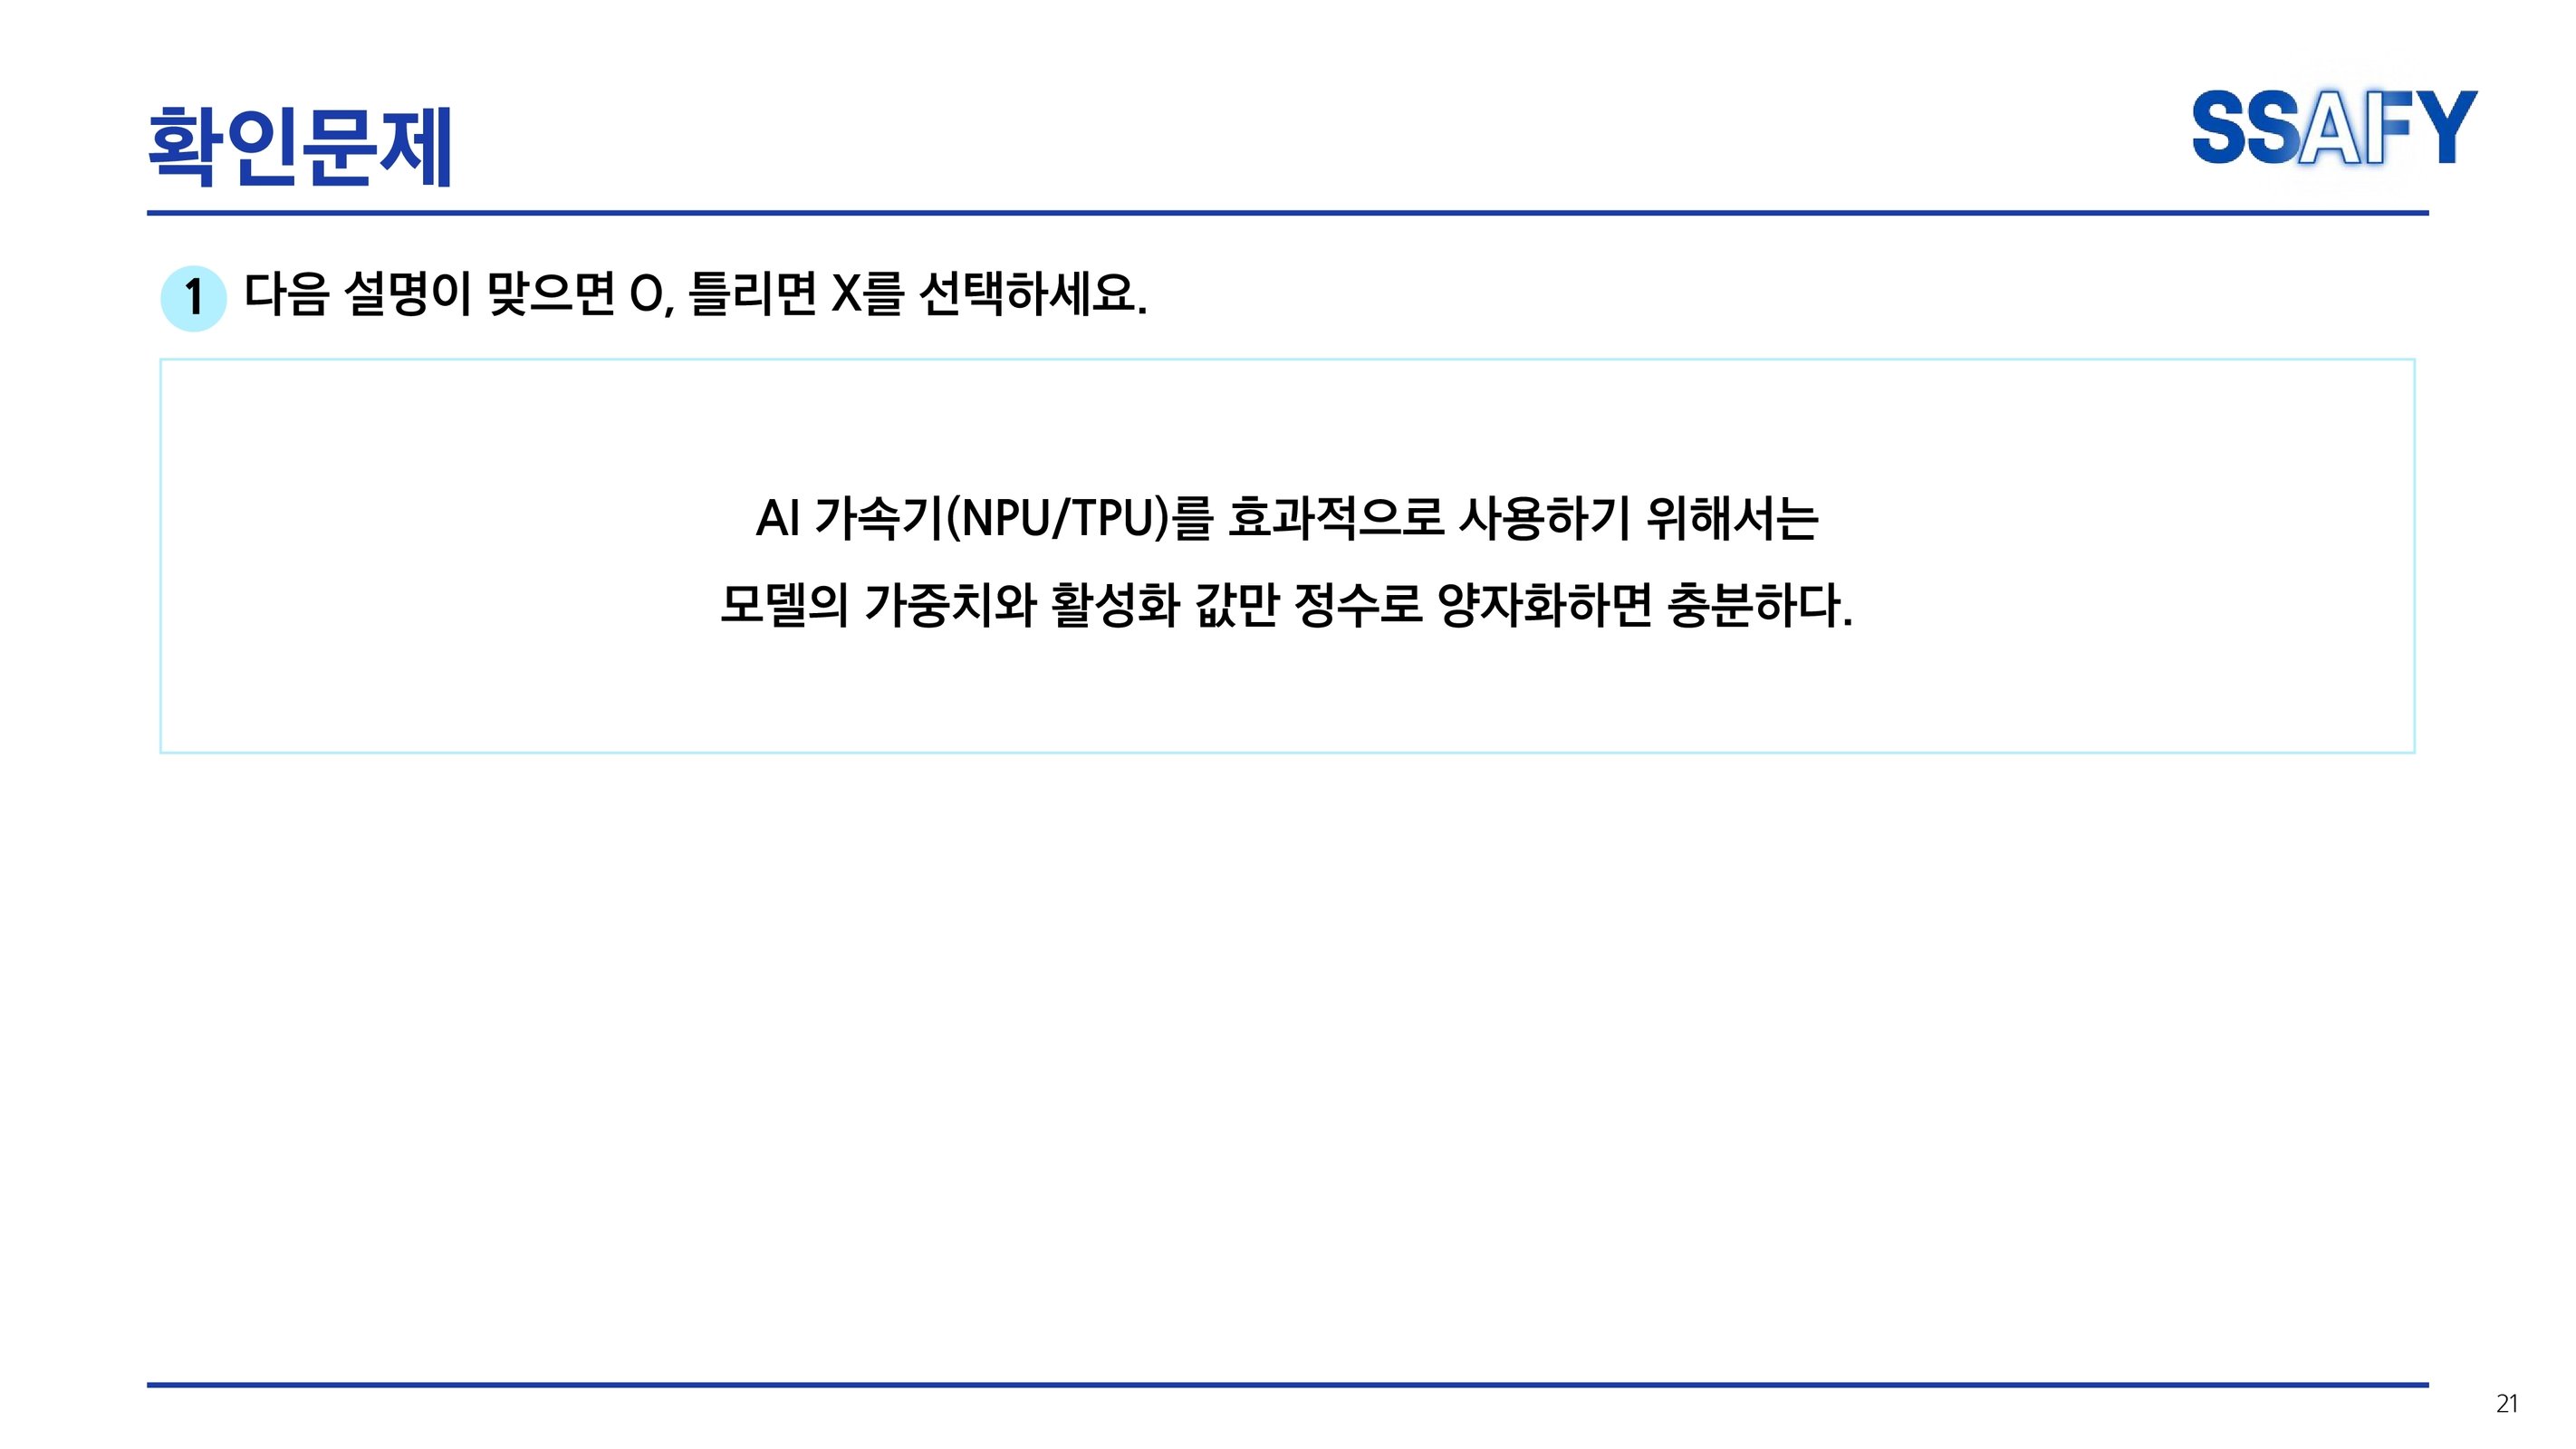 확인문제
SSAFY
1 다음 설명이 맞으면 O, 틀리면 X를 선택하세요.
AI 가속기(NPU/TPU)를 효과적으로 사용하기 위해서는
모델의 가중치와 활성화 값만 정수로 양자화하면 충분하다.
21